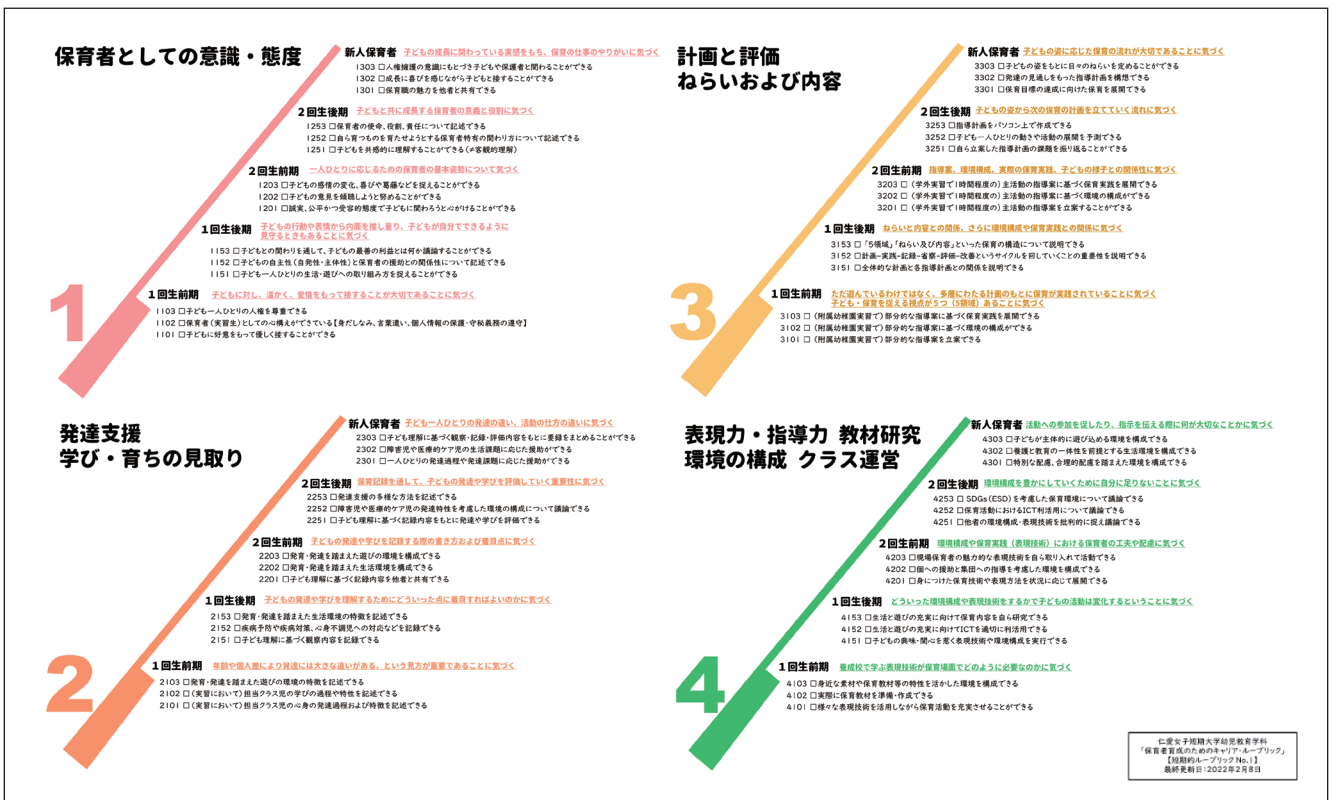 保育者としての意識・態度
新人保育者 子どもの成長に関わっている実感をもち、保育の仕事のやりがいに気づく
1303 □人権擁護の意識にもとづき子どもや保護者と関わることができる
1302 □成長に喜びを感じながら子どもと接することができる
1301 □保育職の魅力を他者と共有できる
2回生後期 子どもと共に成長する保育者の意義と役割に気づく
1253 □保育者の使命、役割、責任について記述できる
1252 □自ら育つものを育たせようとする保育者特有の関わり方について記述できる
1251 □子どもを共感的に理解することができる(≠客観的理解)
2回生前期 一人ひとりに応じるための保育者の基本姿勢について気づく
1203 □子どもの感情の変化、喜びや葛藤などを捉えることができる
1202 □子どもの意見を傾聴しようと努めることができる
1201 □誠実、公平かつ受容的態度で子どもに関わろうと心がけることができる
1回生後期 子どもの行動や表情から内面を推し量り、子どもが自分でできるように
見守るときもあることに気づく
1153 □子どもとの関わりを通して、子どもの最善の利益とは何か議論することができる
1152 □子どもの自主性(自発性・主体性)と保育者の援助との関係性について記述できる
1151 □子ども一人ひとりの生活・遊びへの取り組み方を捉えることができる
1
1回生前期 子どもに対し、温かく、愛情をもって接することが大切であることに気づく
1103 □子ども一人ひとりの人権を尊重できる
1102 □保育者(実習生)としての心構えができている【身だしなみ、言葉遣い、個人情報の保護・守秘義務の遵守】
1101 □子どもに好意をもって優しく接することができる
計画と評価
ねらいおよび内容
新人保育者 子どもの姿に応じた保育の流れが大切であることに気づく
3303 □子どもの姿をもとに日々のねらいを定めることができる
3302 □発達の見通しをもった指導計画を構想できる
3301 □保育目標の達成に向けた保育を展開できる
2回生後期 子どもの姿から次の保育の計画を立てていく流れに気づく
3253 □指導計画をパソコン上で作成できる
3252 □子ども一人ひとりの動きや活動の展開を予測できる
3251 □自ら立案した指導計画の課題を振り返ることができる
2回生前期 指導案、環境構成、実際の保育実践、子どもの様子との関係性に気づく
3203 □ (学外実習で1時間程度の)主活動の指導案に基づく保育実践を展開できる
3202 □ (学外実習で1時間程度の)主活動の指導案に基づく環境の構成ができる
3201 □ (学外実習で1時間程度の)主活動の指導案を立案することができる
1回生後期 ねらいと内容との関係、さらに環境構成や保育実践との関係に気づく
3153 □「5領域」「ねらい及び内容」といった保育の構造について説明できる
3152 □計画-実践-記録-省察-評価-改善というサイクルを回していくことの重要性を説明できる
3151 □全体的な計画と各指導計画との関係を説明できる
3
1回生前期 ただ遊んでいるわけではなく、多層にわたる計画のもとに保育が実践されていることに気づく
子ども・保育を捉える視点が5つ(5領域)あることに気づく
3103 □ (附属幼稚園実習で)部分的な指導案に基づく保育実践を展開できる
3102 □ (附属幼稚園実習で)部分的な指導案に基づく環境の構成ができる
3101 □ (附属幼稚園実習で)部分的な指導案を立案できる
発達支援
学び・育ちの見取り
新人保育者 子ども一人ひとりの発達の違い、活動の仕方の違いに気づく
2303 □子ども理解に基づく観察・記録・評価内容をもとに要録をまとめることができる
2302 □障害児や医療的ケア児の生活課題に応じた援助ができる
2301 □一人ひとりの発達過程や発達課題に応じた援助ができる
2回生後期 保育記録を通して、子どもの発達や学びを評価していく重要性に気づく
2253 □発達支援の多様な方法を記述できる
2252 □障害児や医療的ケア児の発達特性を考慮した環境の構成について議論できる
2251 □子ども理解に基づく記録内容をもとに発達や学びを評価できる
2回生前期 子どもの発達や学びを記録する際の書き方および着目点に気づく
2203 □発育・発達を踏まえた遊びの環境を構成できる
2202 □発育・発達を踏まえた生活環境を構成できる
2201 □子ども理解に基づく記録内容を他者と共有できる
1回生後期 子どもの発達や学びを理解するためにどういった点に着目すればよいのかに気づく
2153 □発育・発達を踏まえた生活環境の特徴を記述できる
2152 □疾病予防や疾病対策、心身不調児への対応などを記録できる
2151 □子ども理解に基づく観察内容を記録できる
2
1回生前期 年齢や個人差により発達には大きな違いがある、という見方が重要であることに気づく
2103 □発育・発達を踏まえた遊びの環境の特徴を記述できる
2102 □ (実習において)担当クラス児の学びの過程や特性を記述できる
2101 □ (実習において)担当クラス児の心身の発達過程および特徴を記述できる
表現力・指導力 教材研究
環境の構成 クラス運営
新人保育者 活動への参加を促したり、指示を伝える際に何が大切なことかに気づく
4303 □子どもが主体的に遊び込める環境を構成できる
4302 □養護と教育の一体性を前提とする生活環境を構成できる
4301 □特別な配慮、合理的配慮を踏まえた環境を構成できる
2回生後期 環境構成を豊かにしていくために自分に足りないことに気づく
4253 □ SDGs(ESD)を考慮した保育環境について議論できる
4252 □保育活動におけるICT利活用について議論できる
4251 □他者の環境構成・表現技術を批判的に捉え議論できる
2回生前期 環境構成や保育実践(表現技術)における保育者の工夫や配慮に気づく
4203 □現場保育者の魅力的な表現技術を自ら取り入れて活動できる
4202 □個への援助と集団への指導を考慮した環境を構成できる
4201 □身につけた保育技術や表現方法を状況に応じて展開できる
1回生後期 どういった環境構成や表現技術をするかで子どもの活動は変化するということに気づく
4153 □生活と遊びの充実に向けて保育内容を自ら研究できる
4152 □生活と遊びの充実に向けてICTを適切に利活用できる
4151 □子どもの興味・関心を惹く表現技術や環境構成を実行できる
4
1回生前期 養成校で学ぶ表現技術が保育場面でどのように必要なのかに気づく
4103 □身近な素材や保育教材等の特性を活かした環境を構成できる
4102 □実際に保育教材を準備・作成できる
4101 □様々な表現技術を活用しながら保育活動を充実させることができる
仁愛女子短期大学幼児教育学科
「保育者育成のためのキャリア・ルーブリック」
【短期的ルーブリックNo.1】
最終更新日:2022年2月8日